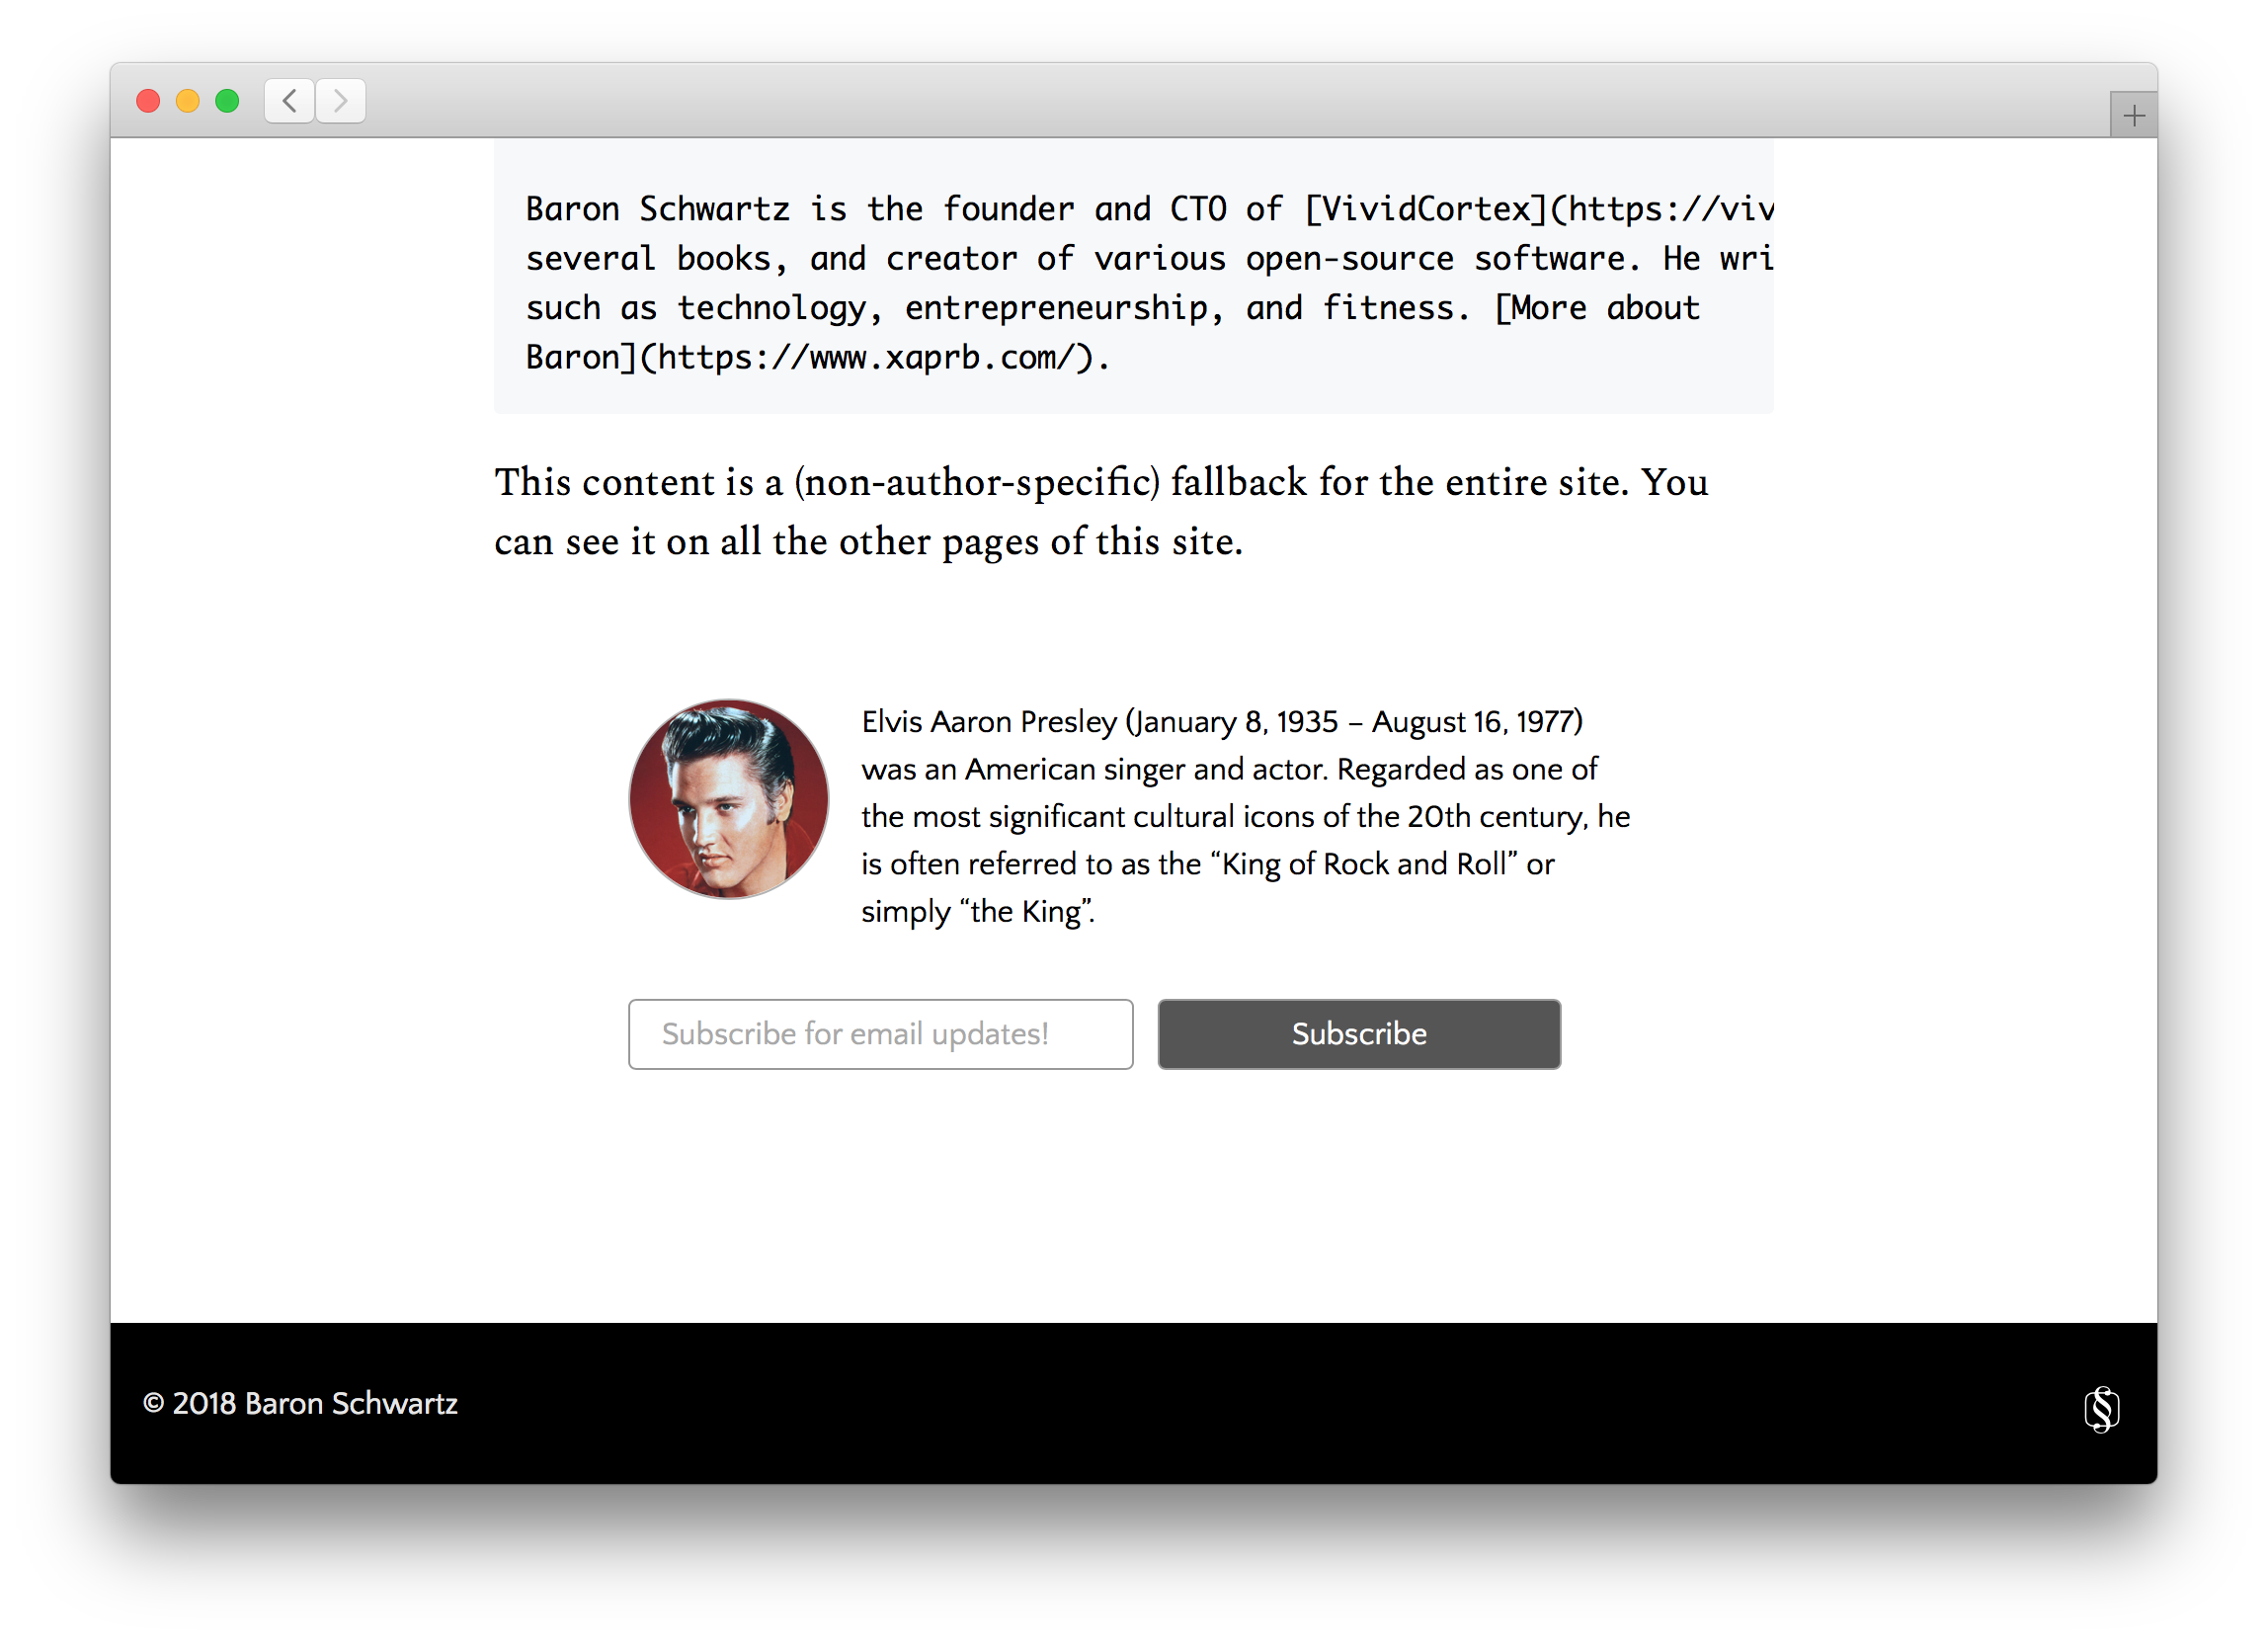 Baron Schwartz is the founder and CTO of [VividCortex](https://viv
several books, and creator of various open-source software. He wri
such as technology, entrepreneurship, and fitness. [More about
Baron](https://www.xaprb.com/).
This content is a (non-author-specific) fallback for the entire site. You
can see it on all the other pages of this site.
Elvis Aaron Presley (January 8, 1935 – August 16, 1977)
was an American singer and actor. Regarded as one of
the most significant cultural icons of the 20th century, he
is often referred to as the “King of Rock and Roll” or
simply “the King”.
Subscribe for email updates!
Subscribe
© 2018 Baron Schwartz
§